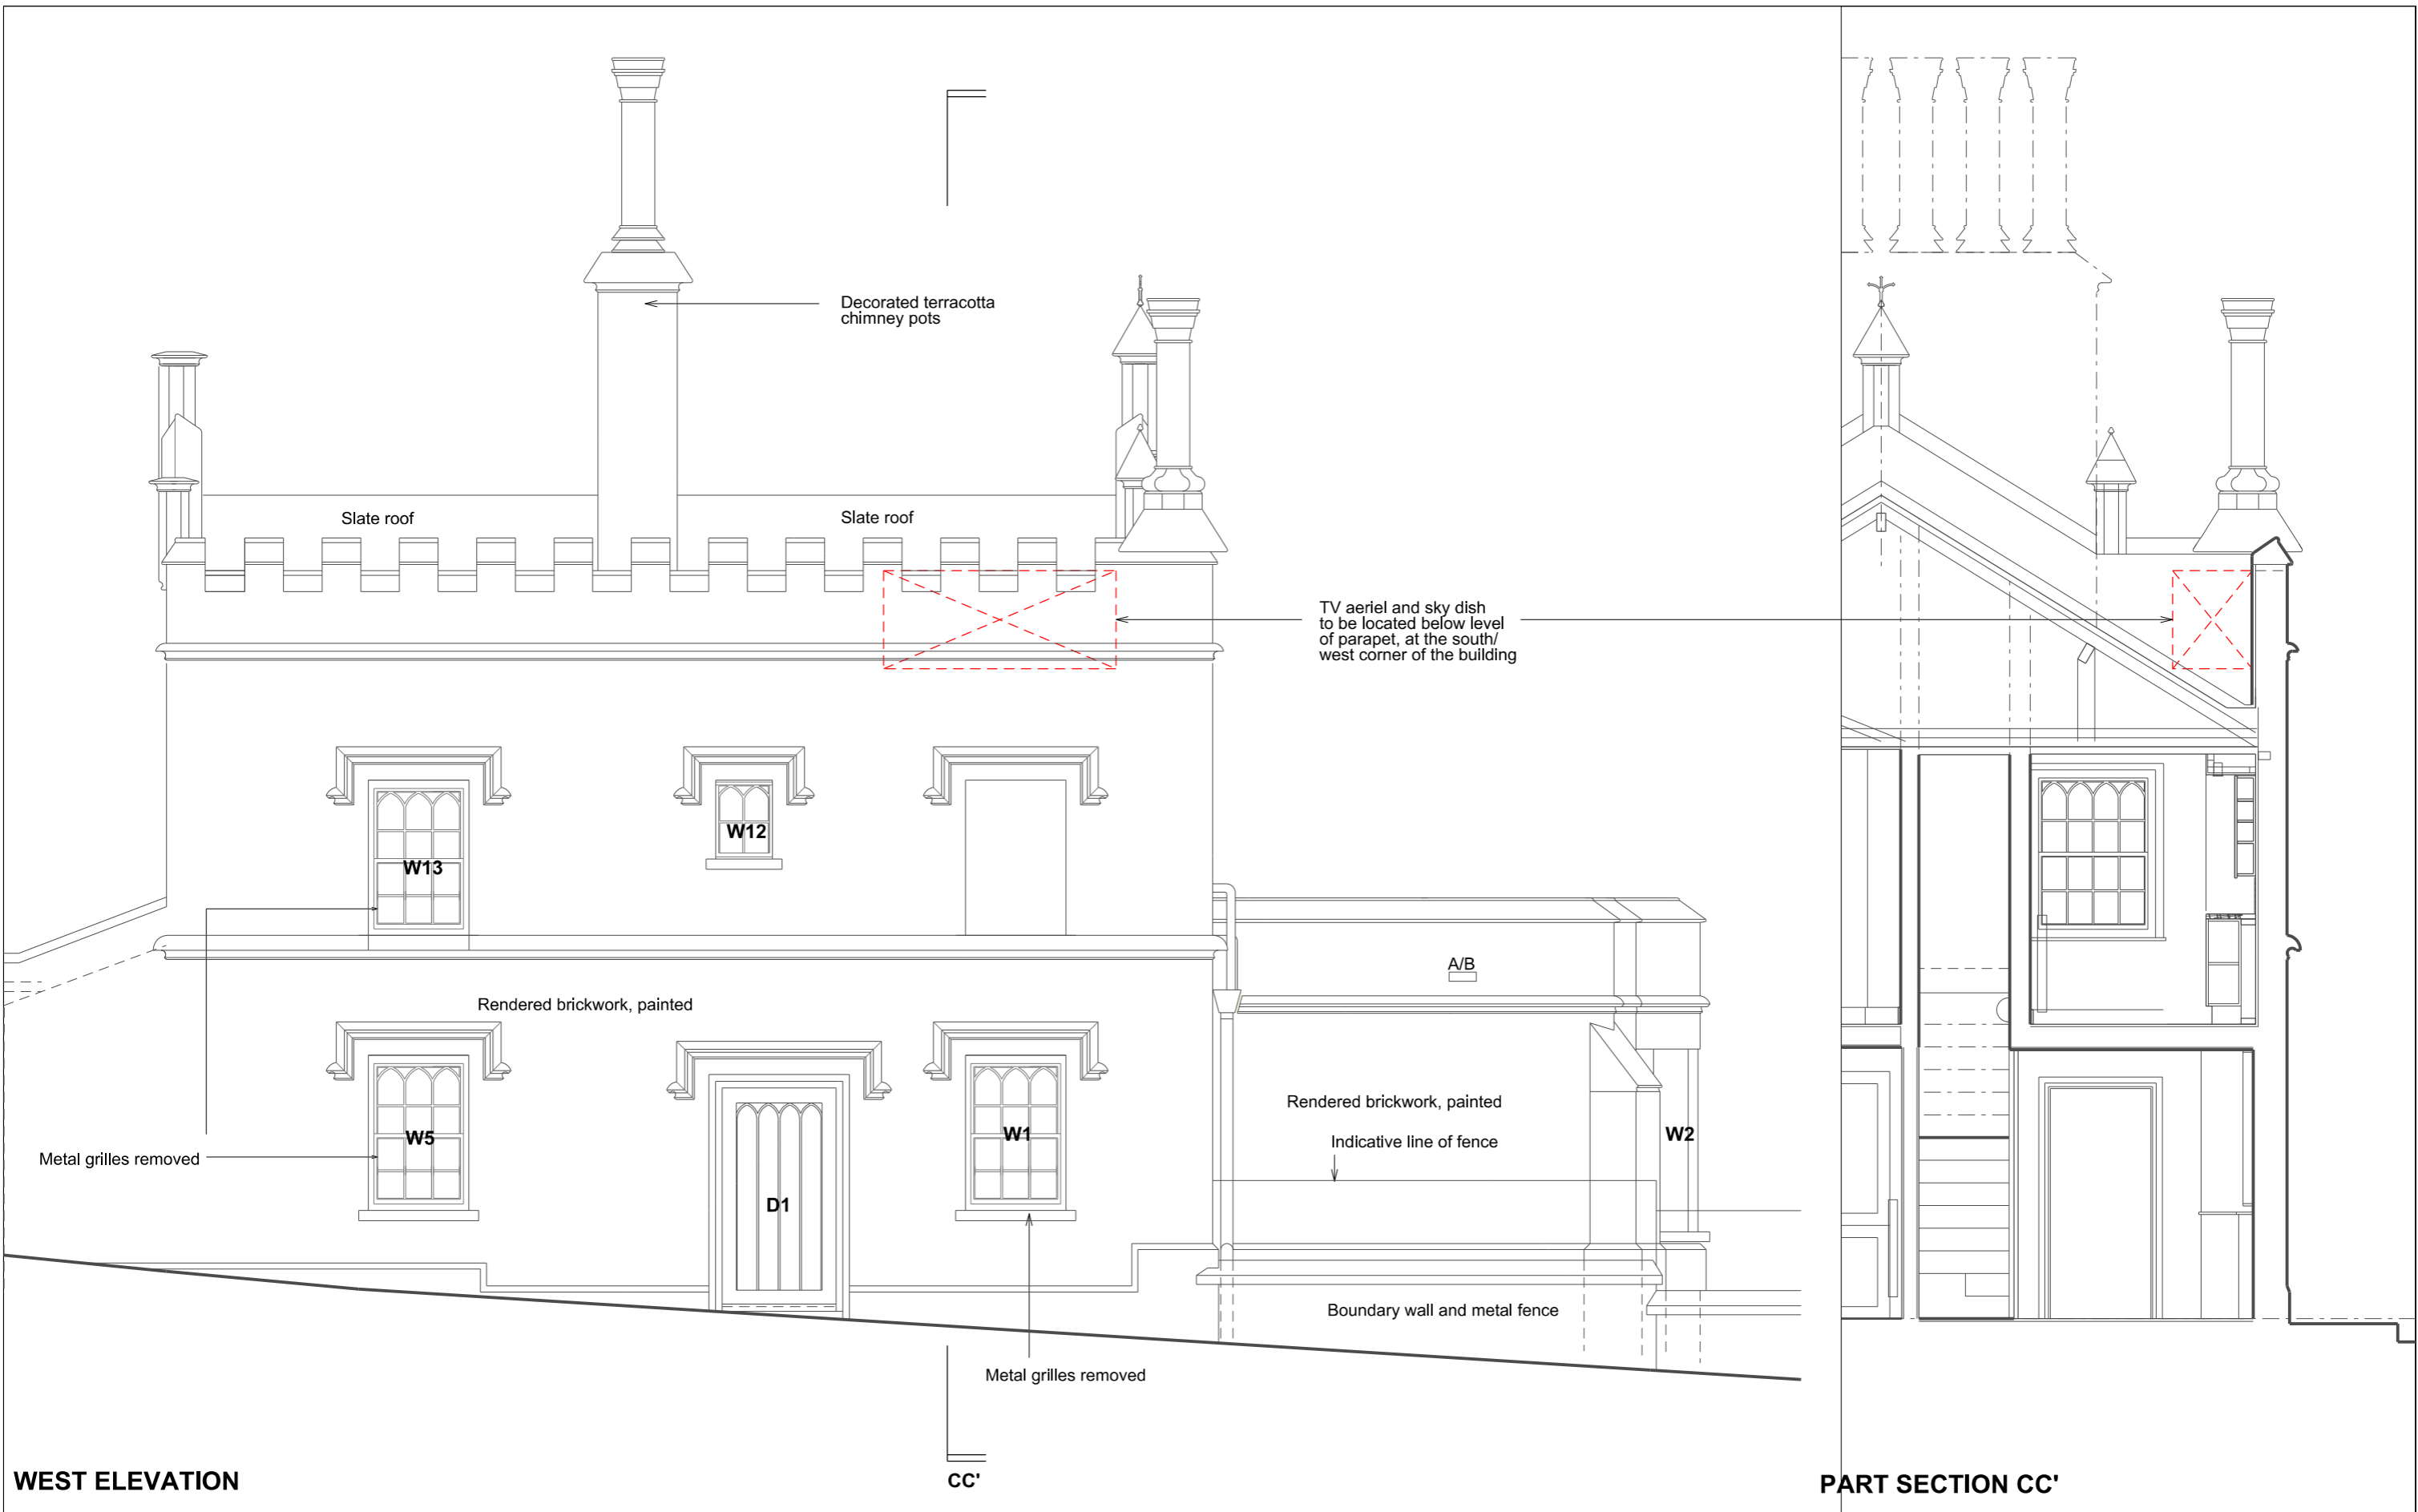 Decorated terracotta
chimney pots
Slate roof
Slate roof
TV aeriel and sky dish
to be located below level
of parapet, at the south/
west corner of the building
W12
W13
A/B
Rendered brickwork, painted
Rendered brickwork, painted
W5
W1
W2
Indicative line of fence
Metal grilles removed
D1
Boundary wall and metal fence
Metal grilles removed
WEST ELEVATION
CC'
PART SECTION CC'